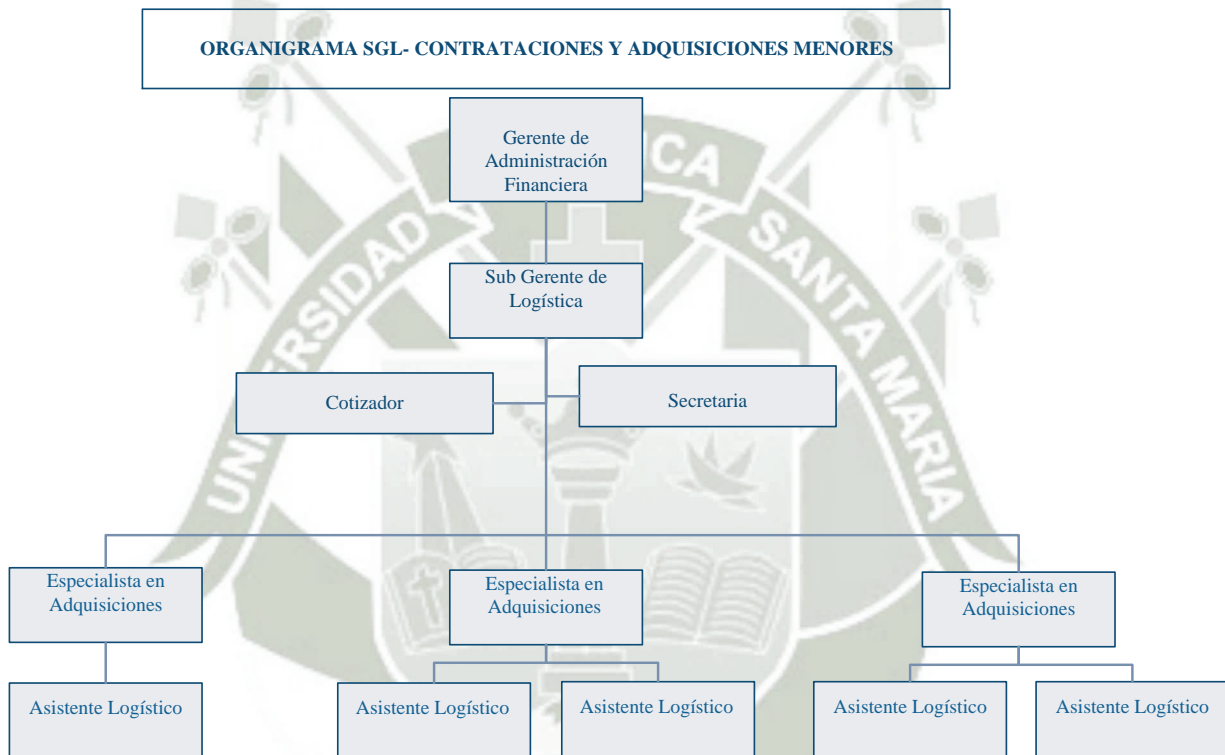 ORGANIGRAMA SGL- CONTRATACIONES Y ADQUISICIONES MENORES
Gerente de
Administración
Financiera
Sub Gerente de
Logística
Cotizador
Secretaria
Especialista en
Adquisiciones
Especialista en
Adquisiciones
Especialista en
Adquisiciones
Asistente Logístico
Asistente Logístico
Asistente Logístico
Asistente Logístico
Asistente Logístico
UNIVERSIDAD
SANTA MARIA